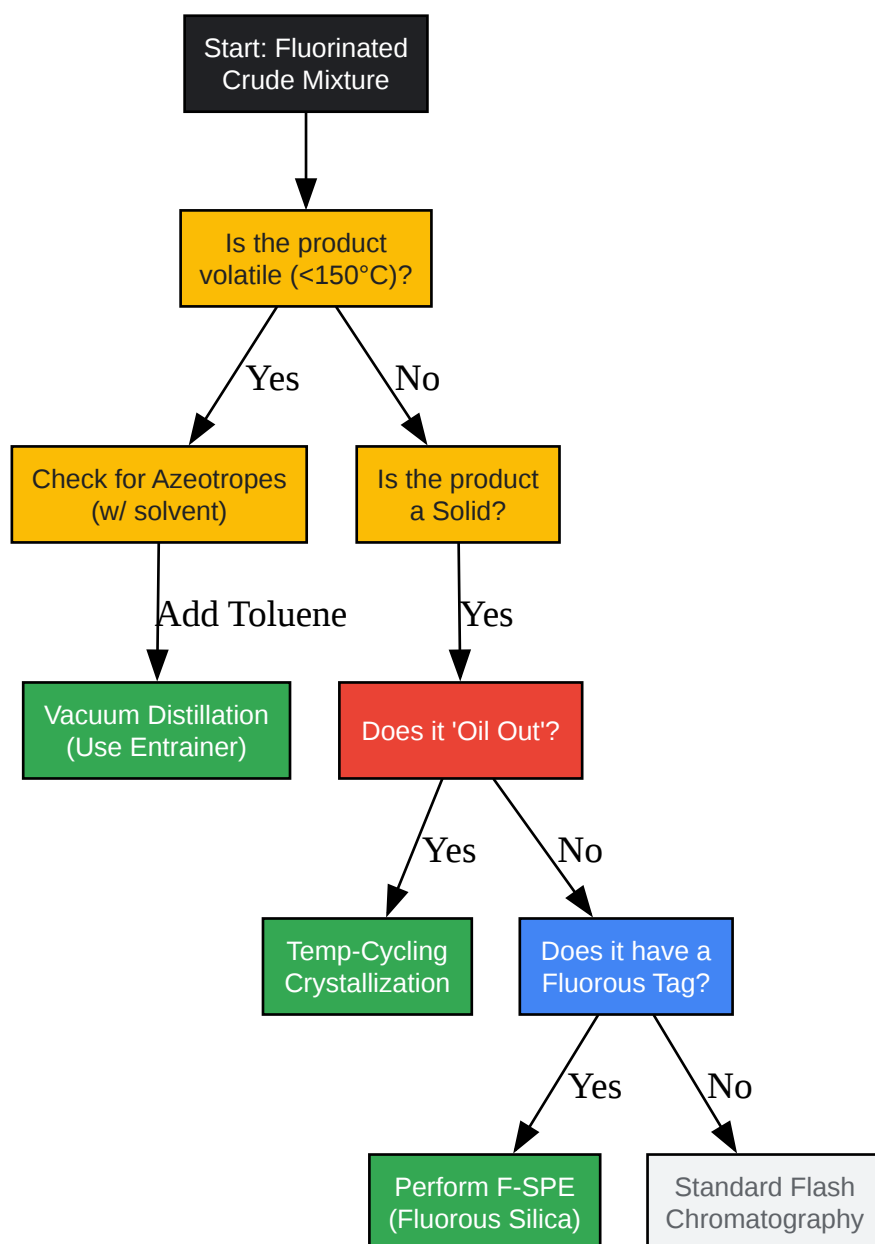 Start: Fluorinated
Crude Mixture
Is the product
volatile (<150°C)?
Yes
No
Check for Azeotropes
(w/ solvent)
Is the product
a Solid?
Add Toluene
Yes
Vacuum Distillation
(Use Entrainer)
Does it 'Oil Out'?
Yes
No
Temp-Cycling
Crystallization
Does it have a
Fluorous Tag?
Yes
No
Perform F-SPE
(Fluorous Silica)
Standard Flash
Chromatography